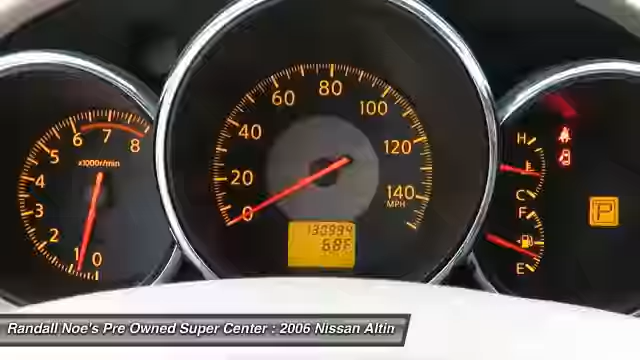 60 80 100
40 120
20 140
0 MPH
130994
68F
6 7 8
5 x1000r/min
4
3
2
1 0
H
C
F
E
P
Randall Noe's Pre Owned Super Center : 2006 Nissan Altin